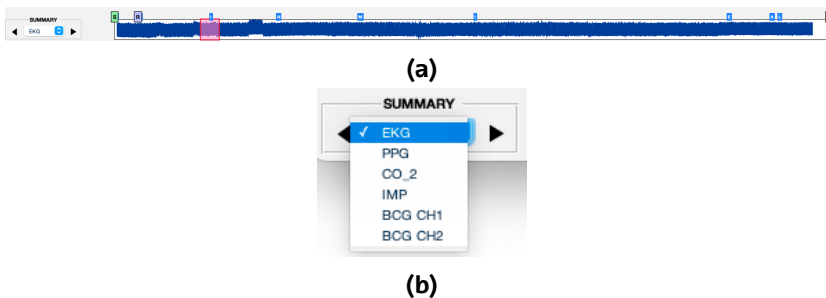 SUMMARY
EKG
(a)
SUMMARY
✓ EKG
PPG
CO_2
IMP
BCG CH1
BCG CH2
(b)